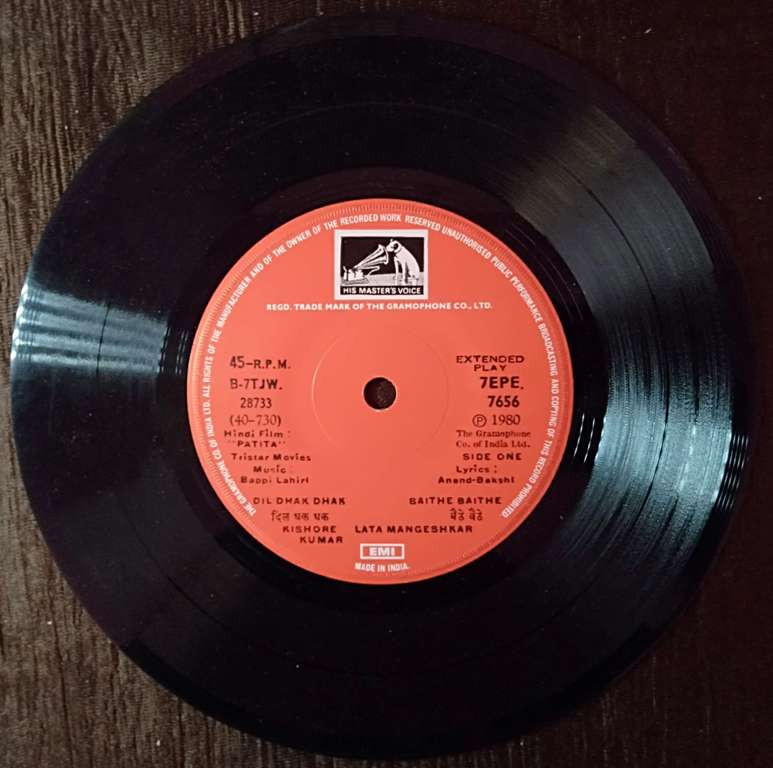 THE GRAMOPHONE CO. OF INDIA LTD. ALL RIGHTS OF THE MANUFACTURER AND OF THE OWNER OF THE RECORDED WORK RESERVED UNAUTHORISED PUBLIC PERFORMANCE BROADCASTING AND COPYING OF THIS RECORD PROHIBITED.
HIS MASTER'S VOICE
REGD. TRADE MARK OF THE GRAMOPHONE CO., LTD.
45-R.P.M.
B-7TJW.
28733
(40-730)
Hindi Film :
"PATITA"
Tristar Movies
Music :
Bappi Lahiri
EXTENDED
PLAY
7EPE.
7656
Ⓟ 1980
The Gramophone
Co. of India Ltd.
SIDE ONE
Lyrics :
Anand-Bakshi
DIL DHAK DHAK BAITHE BAITHE
दिल धक धक बैठे बैठे
KISHORE LATA MANGESHKAR
KUMAR
EMI
MADE IN INDIA.